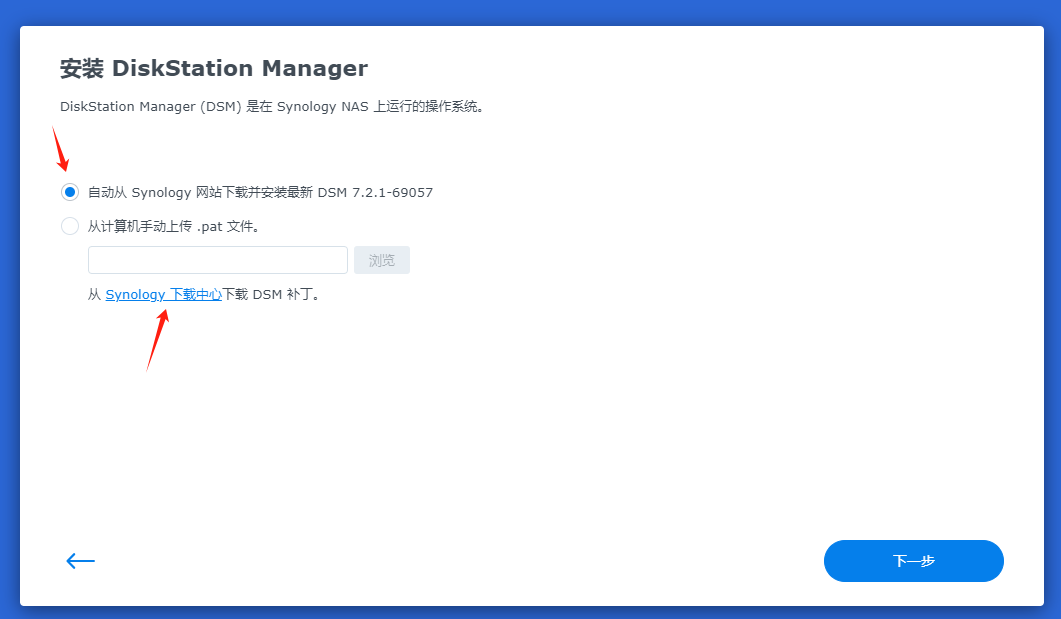 安装 DiskStation Manager
DiskStation Manager (DSM) 是在 Synology NAS 上运行的操作系统。
自动从 Synology 网站下载并安装最新 DSM 7.2.1-69057
从计算机手动上传 .pat 文件。
浏览
从 Synology 下载中心下载 DSM 补丁。
下一步